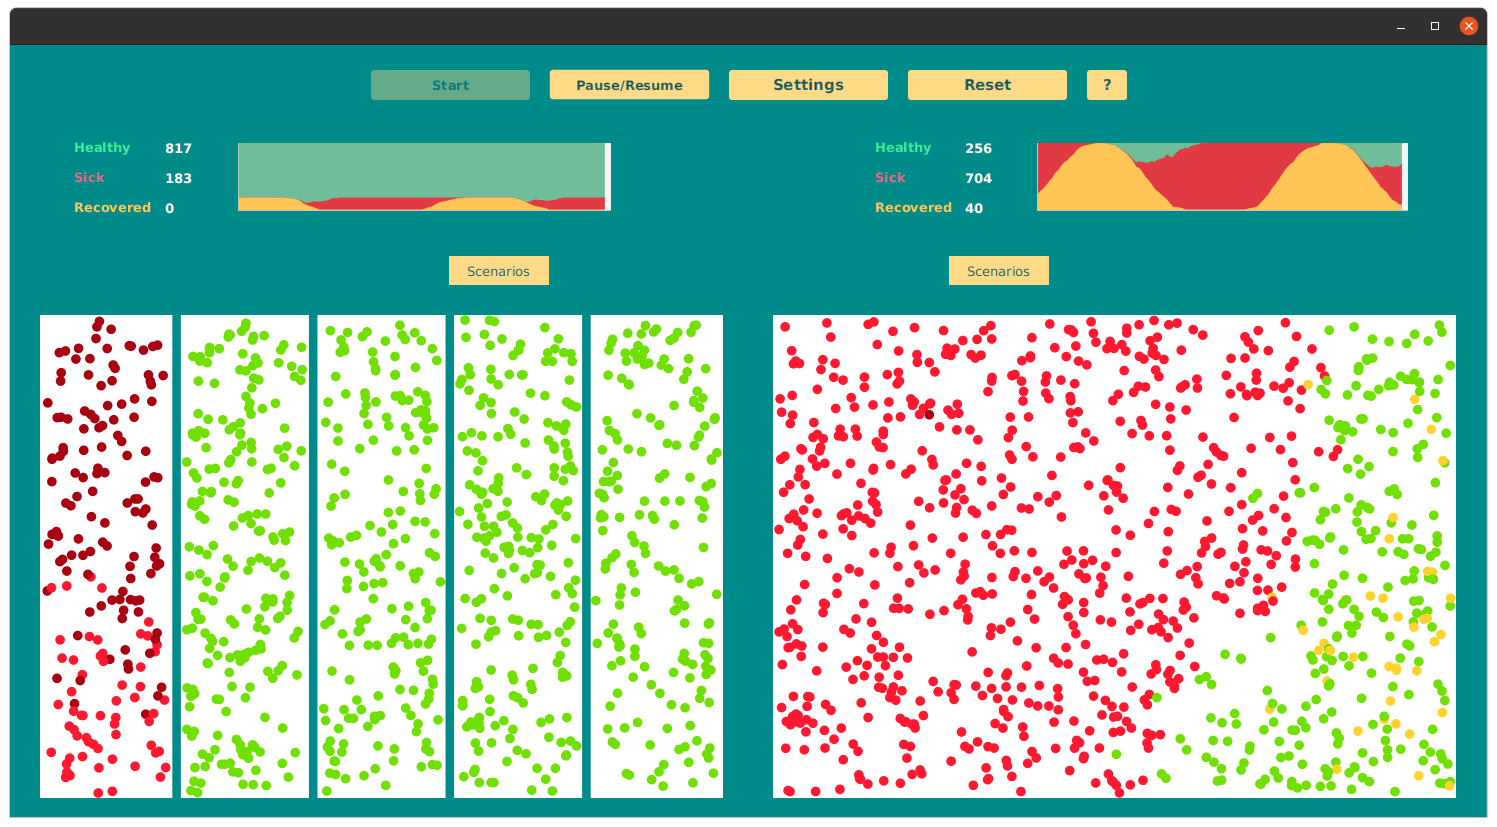 Start Pause/Resume Settings Reset ?
Healthy 817
Sick 183
Recovered 0
Healthy 256
Sick 704
Recovered 40
Scenarios Scenarios